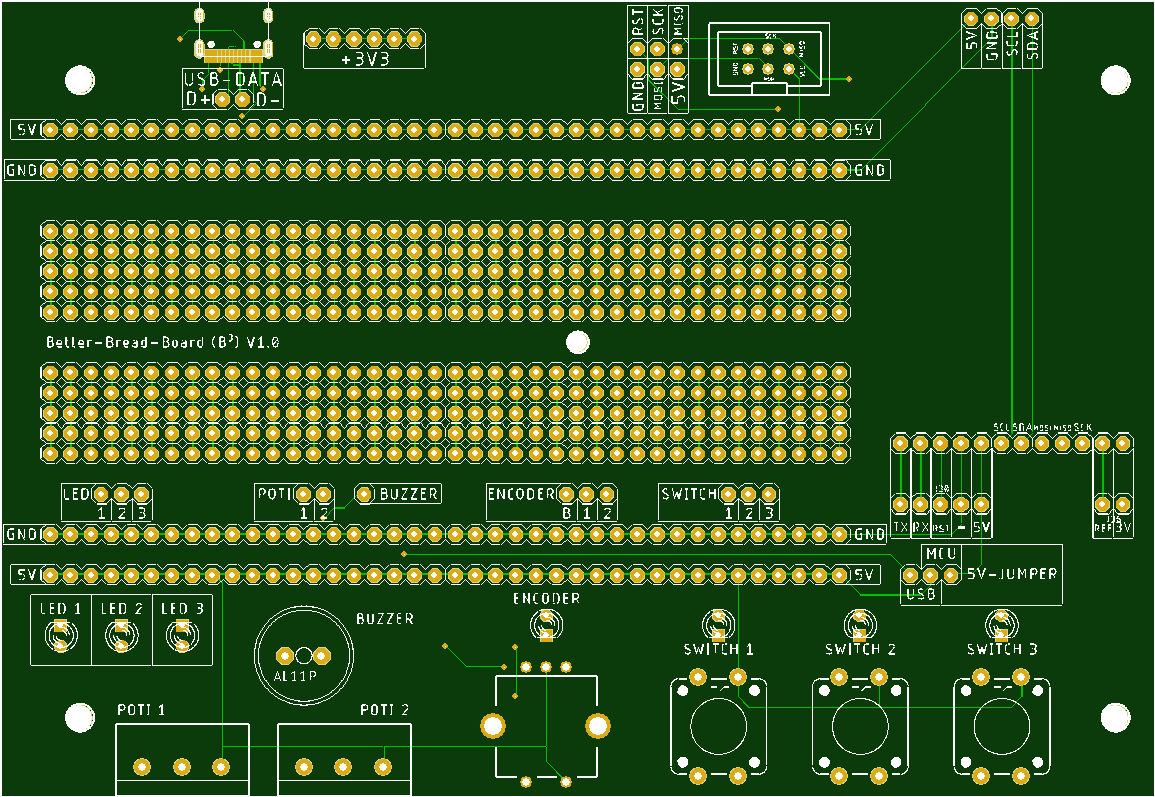 +3V3
USB-DATA
D+ D-
RST SCK MISO
GND MOSI 5V
RST SCK MISO
GND VCC
5V GND SCL SDA
5V 5V
GND GND
Better-Bread-Board (B³) V1.0
SCL SDA MOSI MISO SCK
LED 1 2 3
POTI 1 2
BUZZER
ENCODER B 1 2
SWITCH 1 2 3
TX RX RST - 5V
REF 3V
GND GND
5V 5V
MCU
5V-JUMPER
USB
LED 1 LED 2 LED 3
BUZZER
AL11P
ENCODER
SWITCH 1 SWITCH 2 SWITCH 3
POTI 1 POTI 2